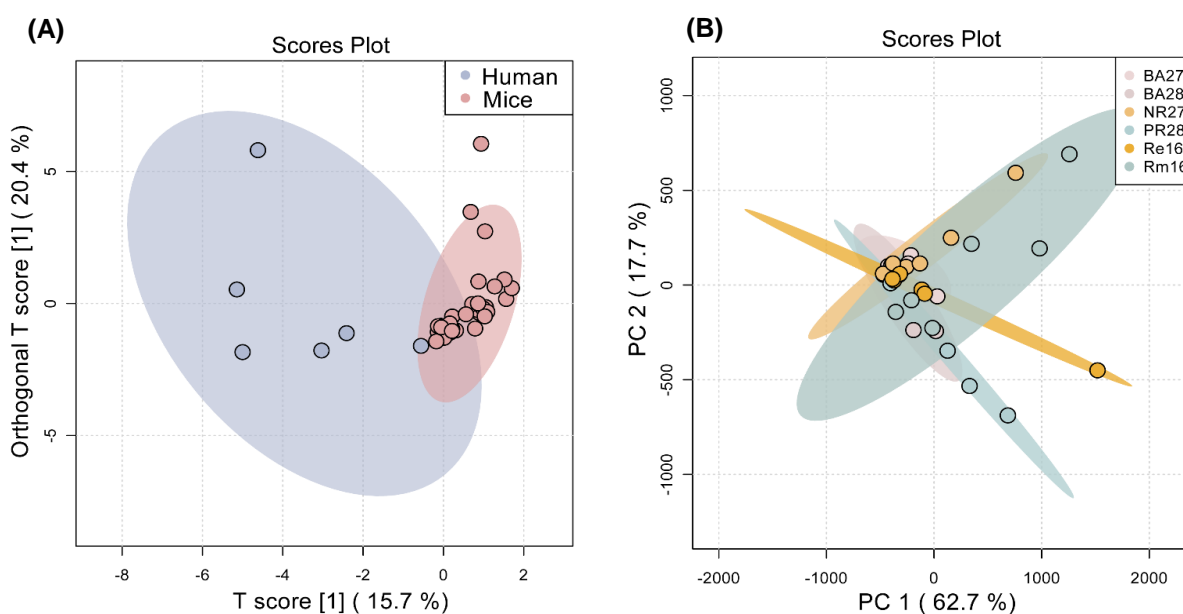 (A)
Scores Plot
Human
Mice
Orthogonal T score [1] ( 20.4 %)
5
0
-5
-8 -6 -4 -2 0 2
T score [1] ( 15.7 %)
(B)
Scores Plot
BA27
BA28
NR27
PR28
Re16
Rm16
PC 2 ( 17.7 %)
1000
500
0
-500
-1000
-2000 -1000 0 1000 2000
PC 1 ( 62.7 %)